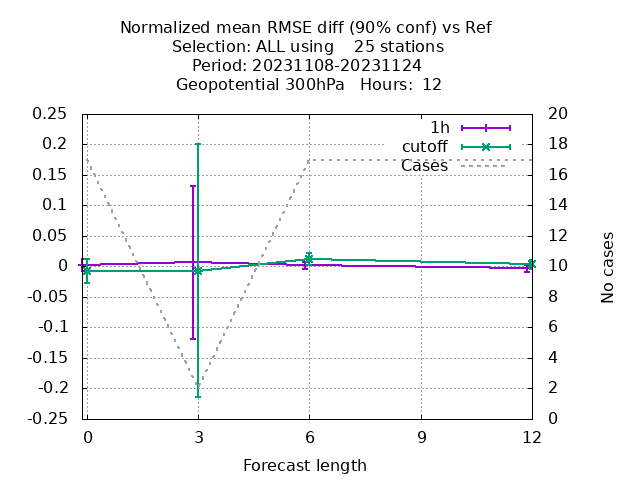 Normalized mean RMSE diff (90% conf) vs Ref
Selection: ALL using    25 stations
Period: 20231108-20231124
Geopotential 300hPa   Hours:  12
0.25
0.2
0.15
0.1
0.05
0
-0.05
-0.1
-0.15
-0.2
-0.25
1h
cutoff
Cases
20
18
16
14
12
10
8
6
4
2
0
No cases
0 3 6 9 12
Forecast length